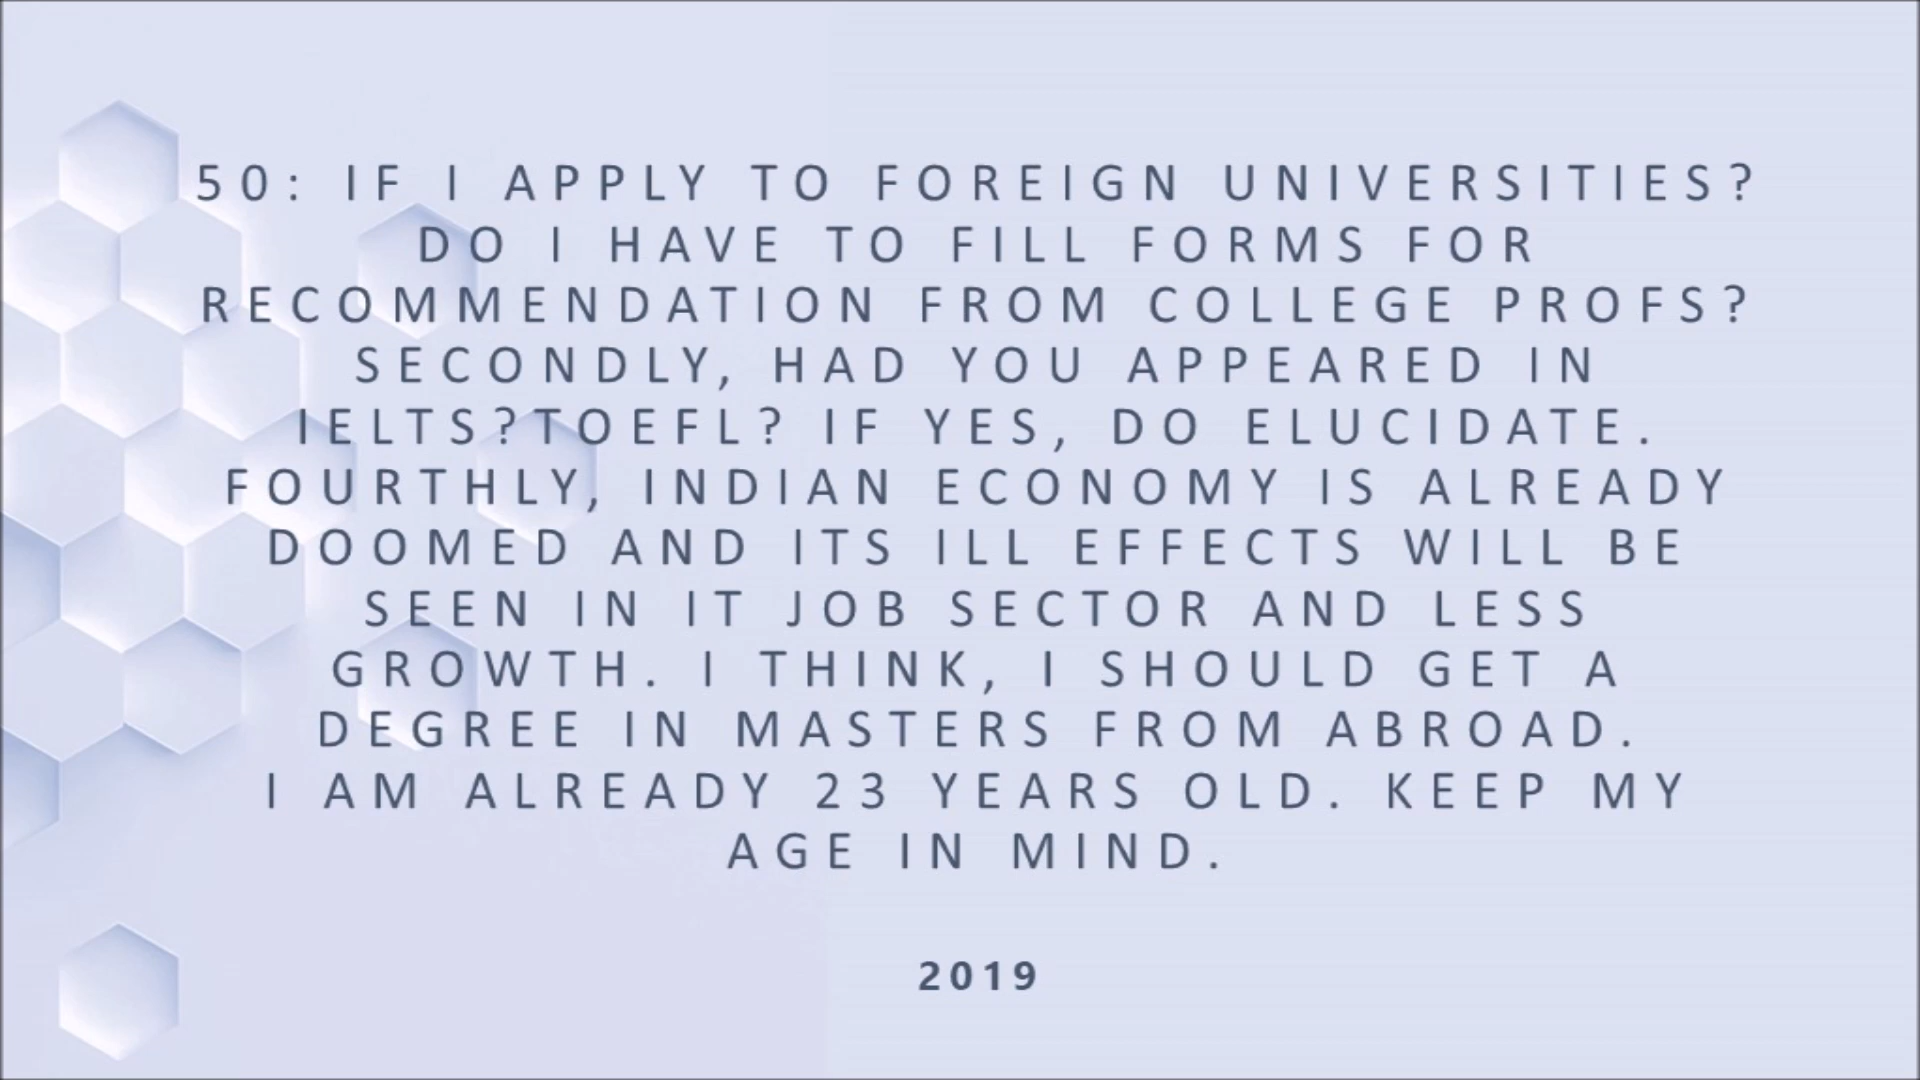 50: IF I APPLY TO FOREIGN UNIVERSITIES?
DO I HAVE TO FILL FORMS FOR
RECOMMENDATION FROM COLLEGE PROFS?
SECONDLY, HAD YOU APPEARED IN
IELTS?TOEFL? IF YES, DO ELUCIDATE.
FOURTHLY, INDIAN ECONOMY IS ALREADY
DOOMED AND ITS ILL EFFECTS WILL BE
SEEN IN IT JOB SECTOR AND LESS
GROWTH. I THINK, I SHOULD GET A
DEGREE IN MASTERS FROM ABROAD.
I AM ALREADY 23 YEARS OLD. KEEP MY
AGE IN MIND.
2019